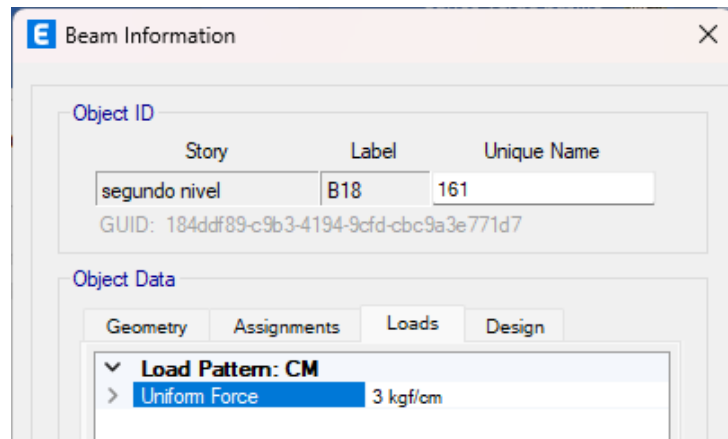 E Beam Information
Object ID
Story Label Unique Name
segundo nivel B18 161
GUID: 184ddf89-c9b3-4194-9cfd-cbc9a3e771d7
Object Data
Geometry Assignments Loads Design
Load Pattern: CM
Uniform Force 3 kgf/cm